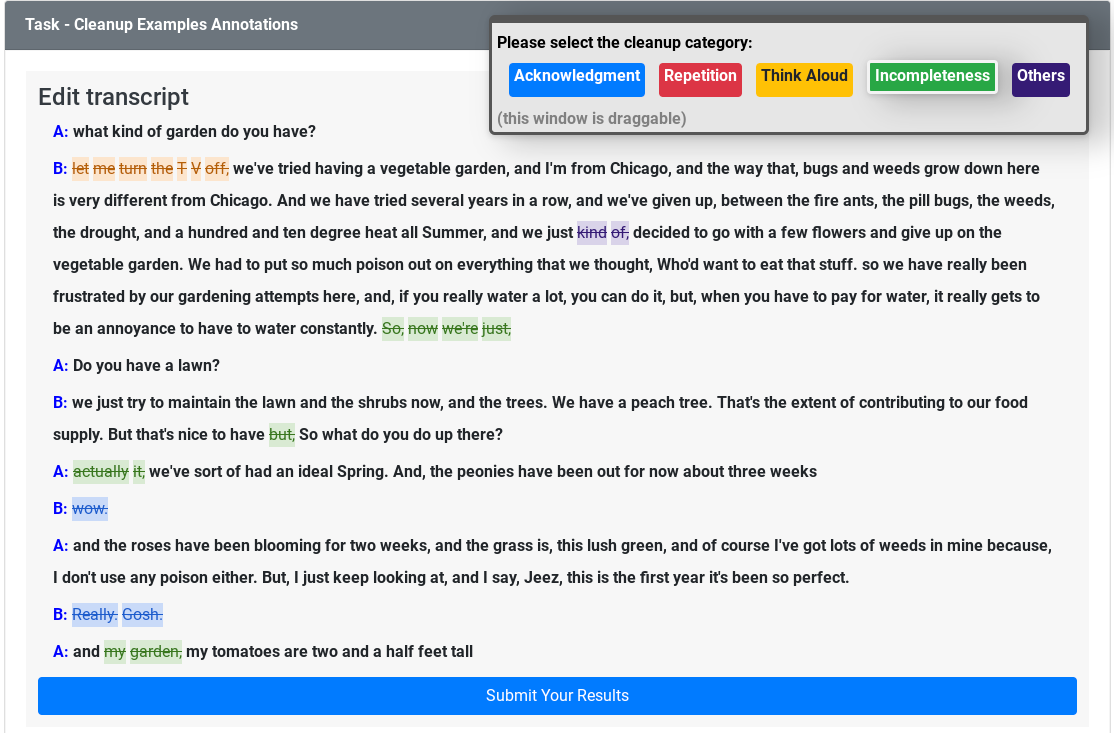 Task - Cleanup Examples Annotations
Please select the cleanup category:
Acknowledgment Repetition Think Aloud Incompleteness Others
(this window is draggable)
Edit transcript
A: what kind of garden do you have?
B: let me turn the T V off, we've tried having a vegetable garden, and I'm from Chicago, and the way that, bugs and weeds grow down here
is very different from Chicago. And we have tried several years in a row, and we've given up, between the fire ants, the pill bugs, the weeds,
the drought, and a hundred and ten degree heat all Summer, and we just kind of, decided to go with a few flowers and give up on the
vegetable garden. We had to put so much poison out on everything that we thought, Who'd want to eat that stuff. so we have really been
frustrated by our gardening attempts here, and, if you really water a lot, you can do it, but, when you have to pay for water, it really gets to
be an annoyance to have to water constantly. So, now we're just,
A: Do you have a lawn?
B: we just try to maintain the lawn and the shrubs now, and the trees. We have a peach tree. That's the extent of contributing to our food
supply. But that's nice to have but, So what do you do up there?
A: actually it, we've sort of had an ideal Spring. And, the peonies have been out for now about three weeks
B: wow.
A: and the roses have been blooming for two weeks, and the grass is, this lush green, and of course I've got lots of weeds in mine because,
I don't use any poison either. But, I just keep looking at, and I say, Jeez, this is the first year it's been so perfect.
B: Really. Gosh.
A: and my garden, my tomatoes are two and a half feet tall
Submit Your Results